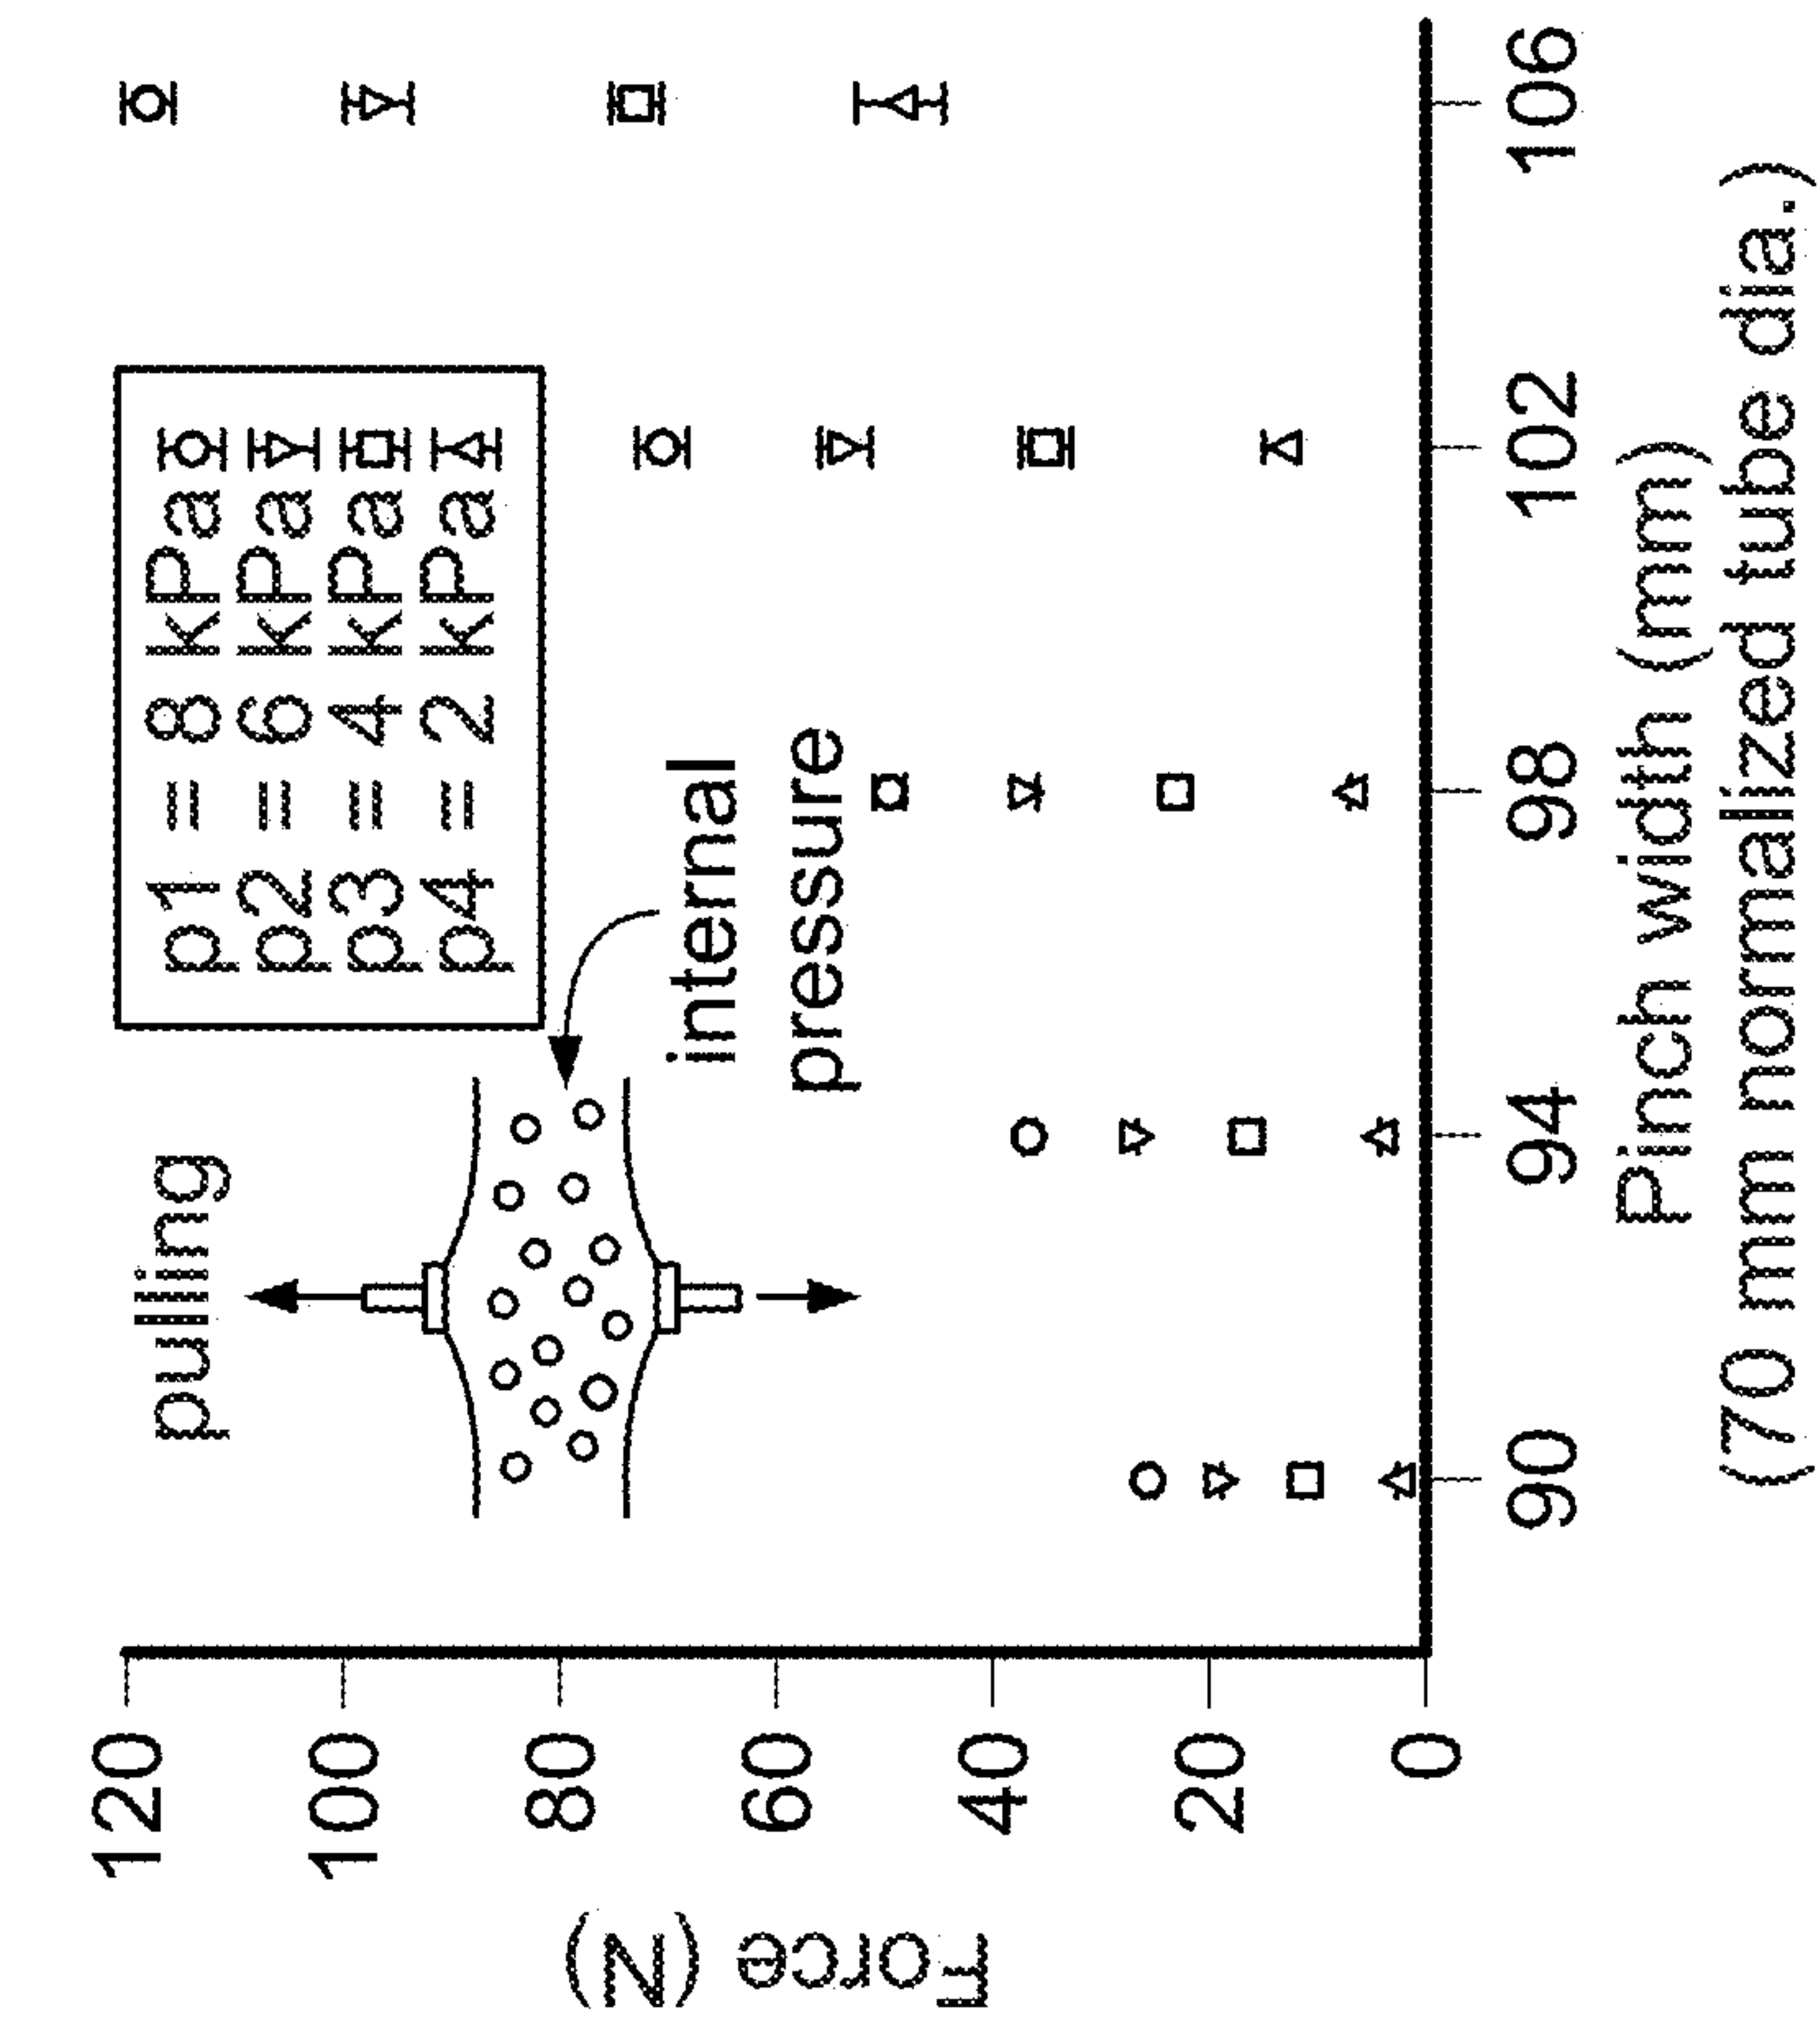 pulling
p1 = 8 kPa
p2 = 6 kPa
p3 = 4 kPa
p4 = 2 kPa
internal
pressure
Force (N)
120
100
80
60
40
20
0
90 94 98 102 106
Pinch width (mm)
(70 mm normalized tube dia.)